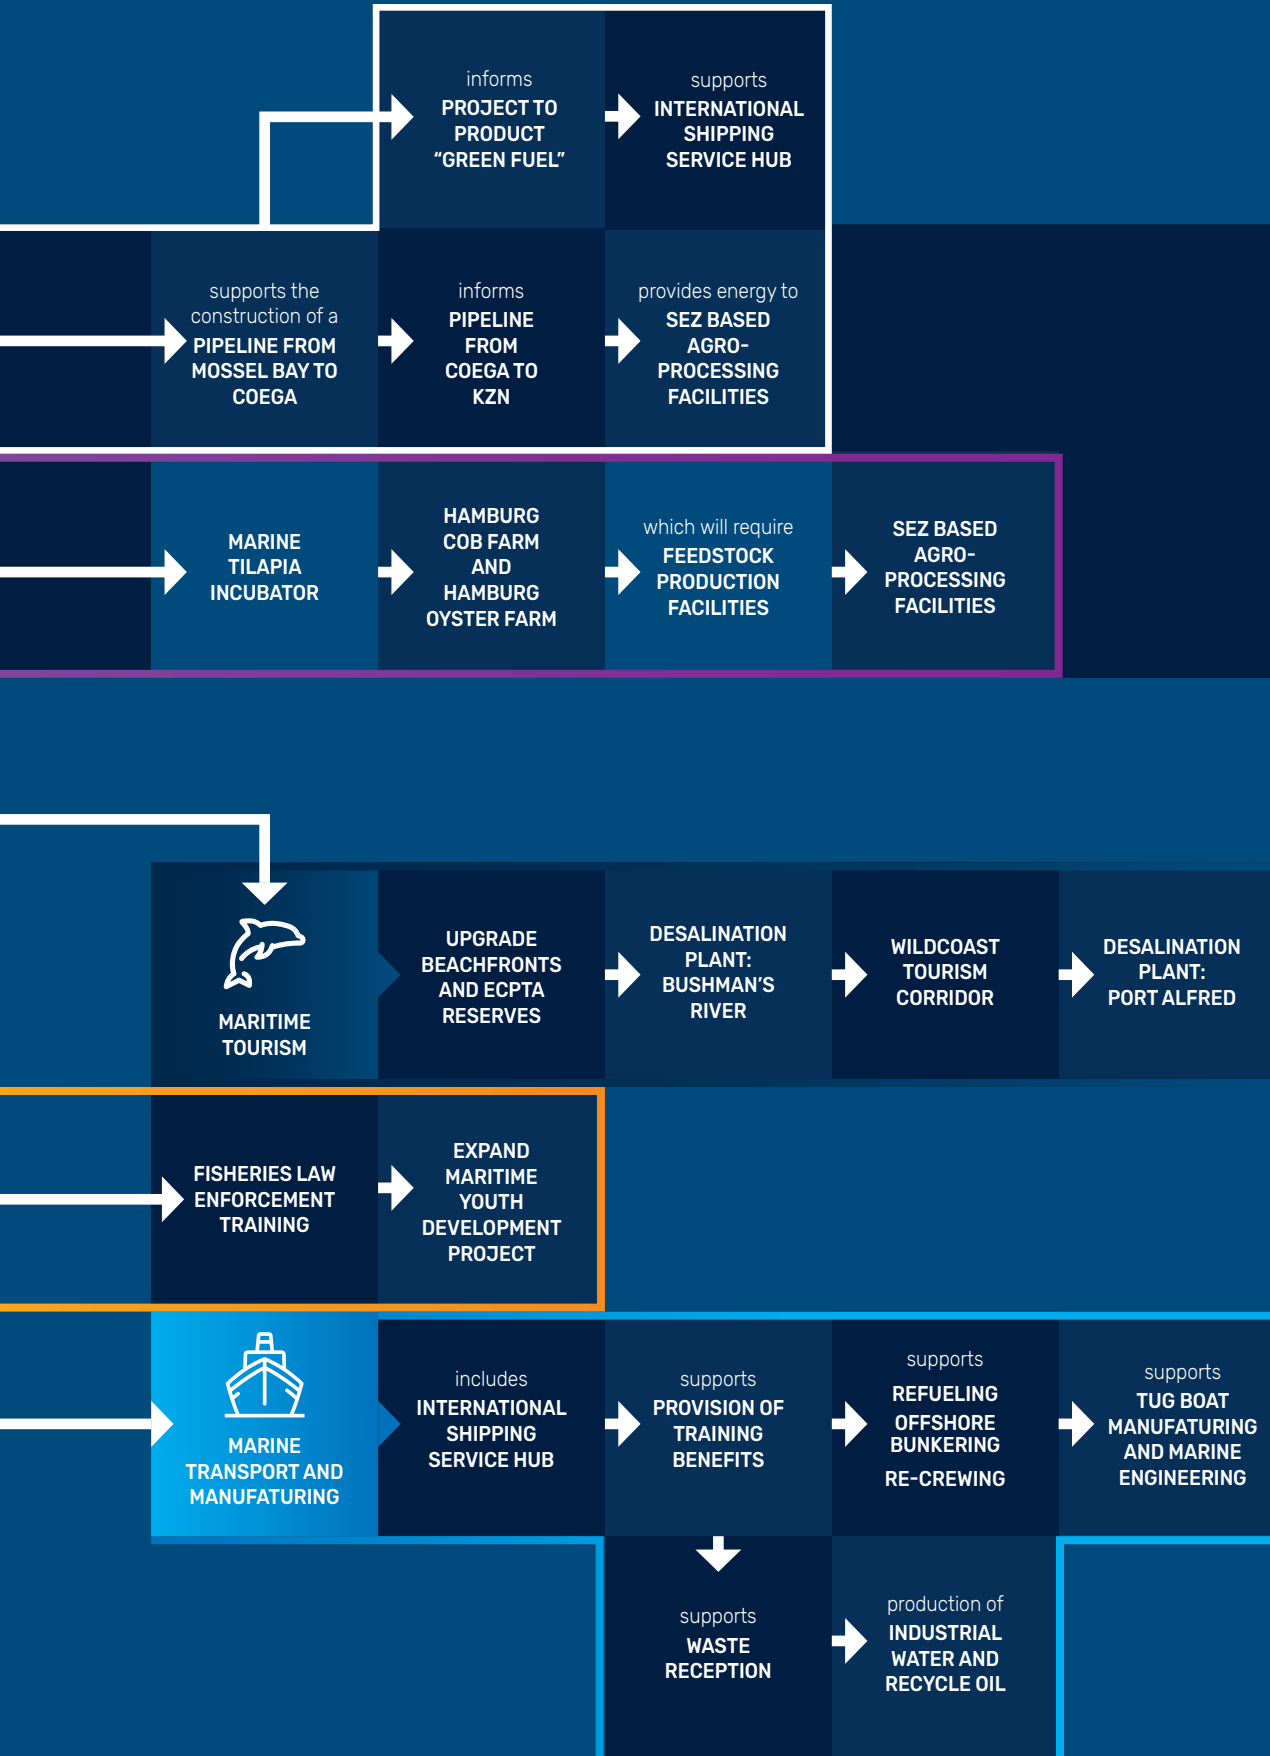 informs
PROJECT TO
PRODUCT
“GREEN FUEL”
supports
INTERNATIONAL
SHIPPING
SERVICE HUB
supports the
construction of a
PIPELINE FROM
MOSSEL BAY TO
COEGA
informs
PIPELINE
FROM
COEGA TO
KZN
provides energy to
SEZ BASED
AGRO-
PROCESSING
FACILITIES
MARINE
TILAPIA
INCUBATOR
HAMBURG
COB FARM
AND
HAMBURG
OYSTER FARM
which will require
FEEDSTOCK
PRODUCTION
FACILITIES
SEZ BASED
AGRO-
PROCESSING
FACILITIES
MARITIME
TOURISM
UPGRADE
BEACHFRONTS
AND ECPTA
RESERVES
DESALINATION
PLANT:
BUSHMAN’S
RIVER
WILDCOAST
TOURISM
CORRIDOR
DESALINATION
PLANT:
PORT ALFRED
FISHERIES LAW
ENFORCEMENT
TRAINING
EXPAND
MARITIME
YOUTH
DEVELOPMENT
PROJECT
MARINE
TRANSPORT AND
MANUFATURING
includes
INTERNATIONAL
SHIPPING
SERVICE HUB
supports
PROVISION OF
TRAINING
BENEFITS
supports
REFUELING
OFFSHORE
BUNKERING
RE-CREWING
supports
TUG BOAT
MANUFATURING
AND MARINE
ENGINEERING
supports
WASTE
RECEPTION
production of
INDUSTRIAL
WATER AND
RECYCLE OIL